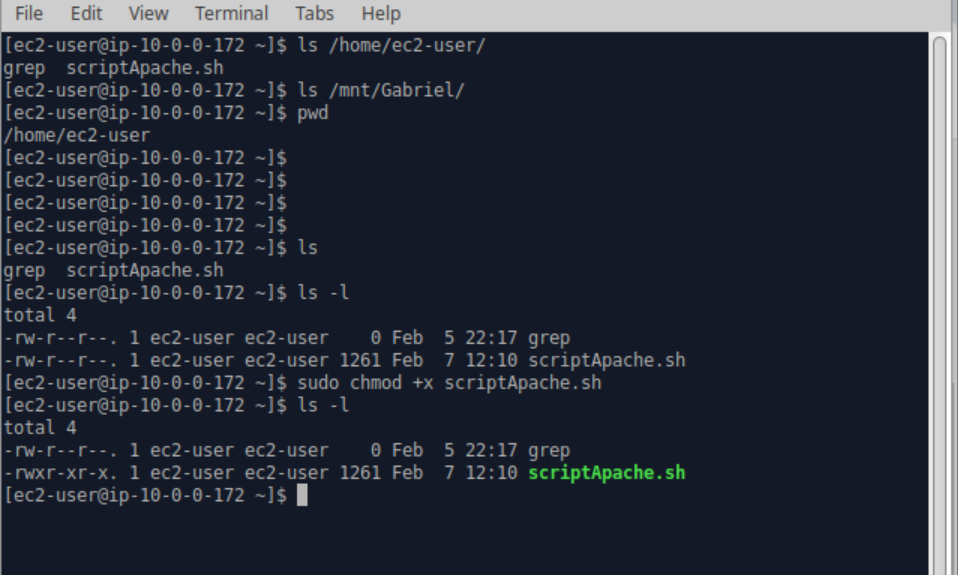 File Edit View Terminal Tabs Help
[ec2-user@ip-10-0-0-172 ~]$ ls /home/ec2-user/
grep  scriptApache.sh
[ec2-user@ip-10-0-0-172 ~]$ ls /mnt/Gabriel/
[ec2-user@ip-10-0-0-172 ~]$ pwd
/home/ec2-user
[ec2-user@ip-10-0-0-172 ~]$
[ec2-user@ip-10-0-0-172 ~]$
[ec2-user@ip-10-0-0-172 ~]$
[ec2-user@ip-10-0-0-172 ~]$
[ec2-user@ip-10-0-0-172 ~]$ ls
grep  scriptApache.sh
[ec2-user@ip-10-0-0-172 ~]$ ls -l
total 4
-rw-r--r--. 1 ec2-user ec2-user    0 Feb  5 22:17 grep
-rw-r--r--. 1 ec2-user ec2-user 1261 Feb  7 12:10 scriptApache.sh
[ec2-user@ip-10-0-0-172 ~]$ sudo chmod +x scriptApache.sh
[ec2-user@ip-10-0-0-172 ~]$ ls -l
total 4
-rw-r--r--. 1 ec2-user ec2-user    0 Feb  5 22:17 grep
-rwxr-xr-x. 1 ec2-user ec2-user 1261 Feb  7 12:10 scriptApache.sh
[ec2-user@ip-10-0-0-172 ~]$